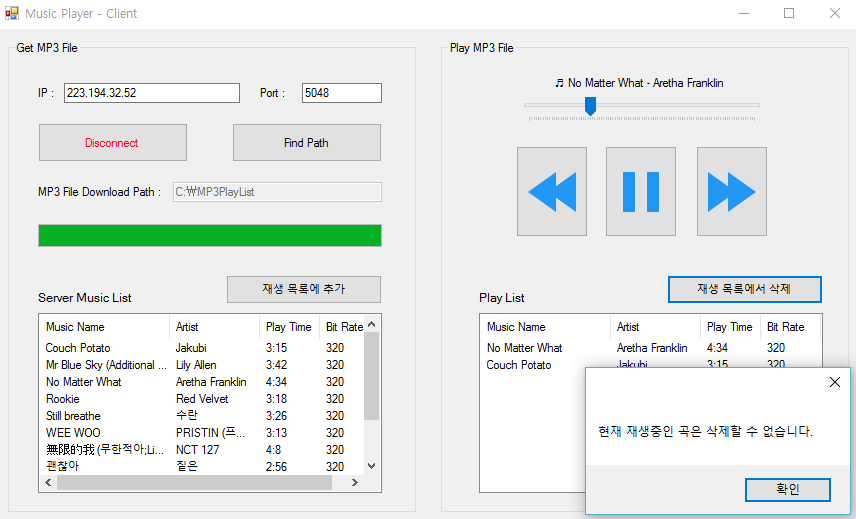 Music Player - Client
Get MP3 File
IP : 223.194.32.52 Port : 5048
Disconnect Find Path
MP3 File Download Path : C:₩MP3PlayList
재생 목록에 추가
Server Music List
Music Name Artist Play Time Bit Rate
Couch Potato Jakubi 3:15 320
Mr Blue Sky (Additional ... Lily Allen 3:42 320
No Matter What Aretha Franklin 4:34 320
Rookie Red Velvet 3:18 320
Still breathe 수란 3:26 320
WEE WOO PRISTIN (프... 3:13 320
無限的我 (무한적아;Li... NCT 127 4:8 320
괜찮아 짙은 2:56 320
Play MP3 File
♬ No Matter What - Aretha Franklin
재생 목록에서 삭제
Play List
Music Name Artist Play Time Bit Rate
No Matter What Aretha Franklin 4:34 320
Couch Potato Jakubi 3:15 320
현재 재생중인 곡은 삭제할 수 없습니다.
확인